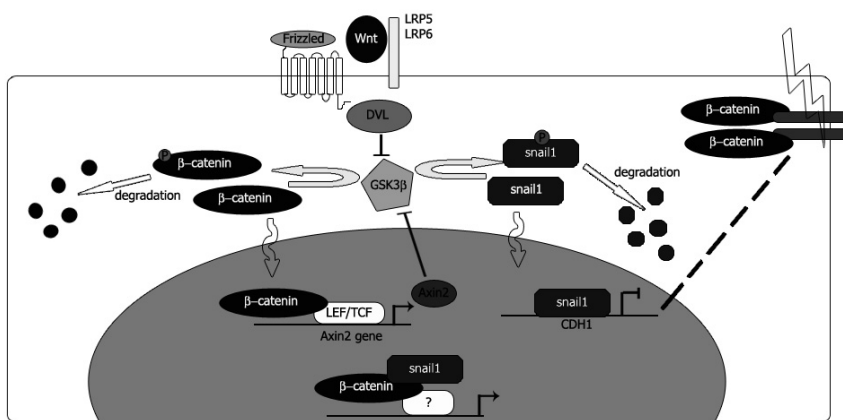 LRP5
LRP6
Frizzled
Wnt
DVL
P
β–catenin
β–catenin
degradation
GSK3β
P
snail1
snail1
degradation
β–catenin
β–catenin
β–catenin
LEF/TCF
Axin2 gene
Axin2
snail1
CDH1
snail1
β–catenin
?